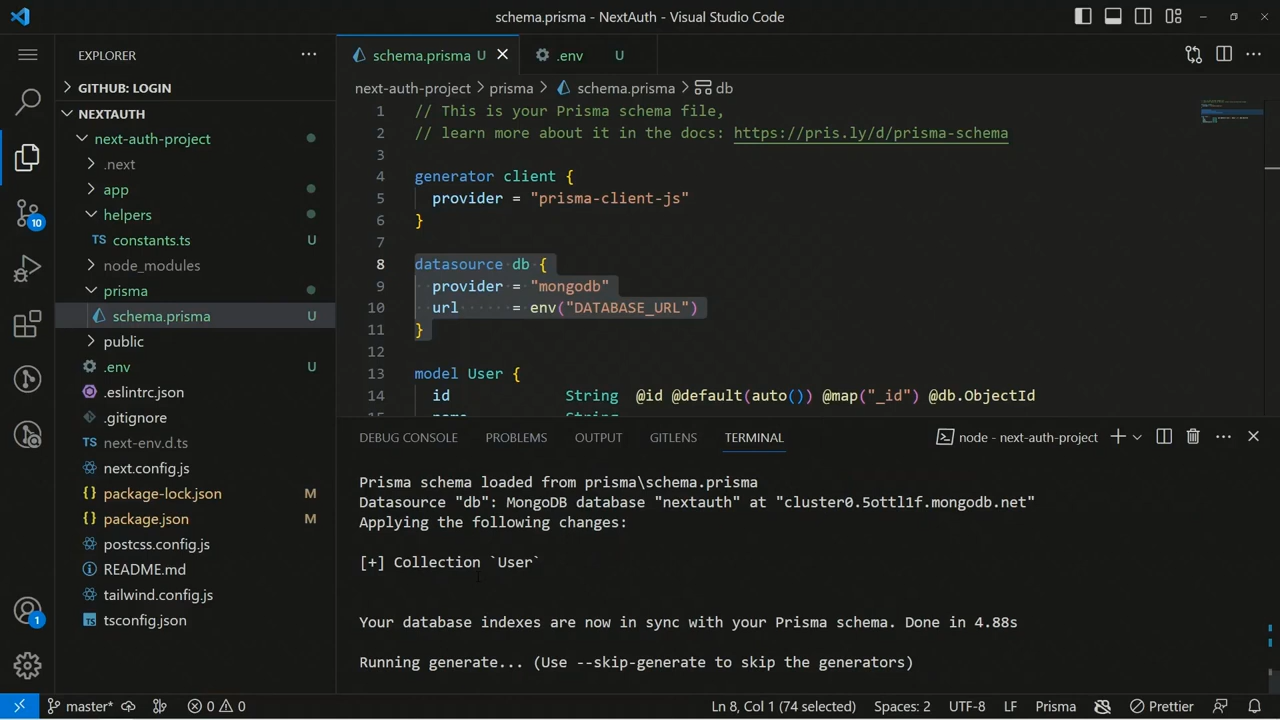 schema.prisma - NextAuth - Visual Studio Code
EXPLORER
GITHUB: LOGIN
NEXTAUTH
next-auth-project
.next
app
helpers
TS constants.ts U
node_modules
prisma
schema.prisma U
public
.env U
.eslintrc.json
.gitignore
next-env.d.ts
next.config.js
{} package-lock.json M
{} package.json M
postcss.config.js
README.md
tailwind.config.js
tsconfig.json
10
1
schema.prisma U
.env U
next-auth-project > prisma > schema.prisma > db
1 // This is your Prisma schema file,
2 // learn more about it in the docs: https://pris.ly/d/prisma-schema
3
4 generator client {
5 provider = "prisma-client-js"
6 }
7
8 datasource db {
9 provider = "mongodb"
10 url = env("DATABASE_URL")
11 }
12
13 model User {
14 id String @id @default(auto()) @map("_id") @db.ObjectId
DEBUG CONSOLE PROBLEMS OUTPUT GITLENS TERMINAL node - next-auth-project
Prisma schema loaded from prisma\schema.prisma
Datasource "db": MongoDB database "nextauth" at "cluster0.5ottl1f.mongodb.net"
Applying the following changes:
[+] Collection `User`
Your database indexes are now in sync with your Prisma schema. Done in 4.88s
Running generate... (Use --skip-generate to skip the generators)
master* 0 0 Ln 8, Col 1 (74 selected) Spaces: 2 UTF-8 LF Prisma Prettier